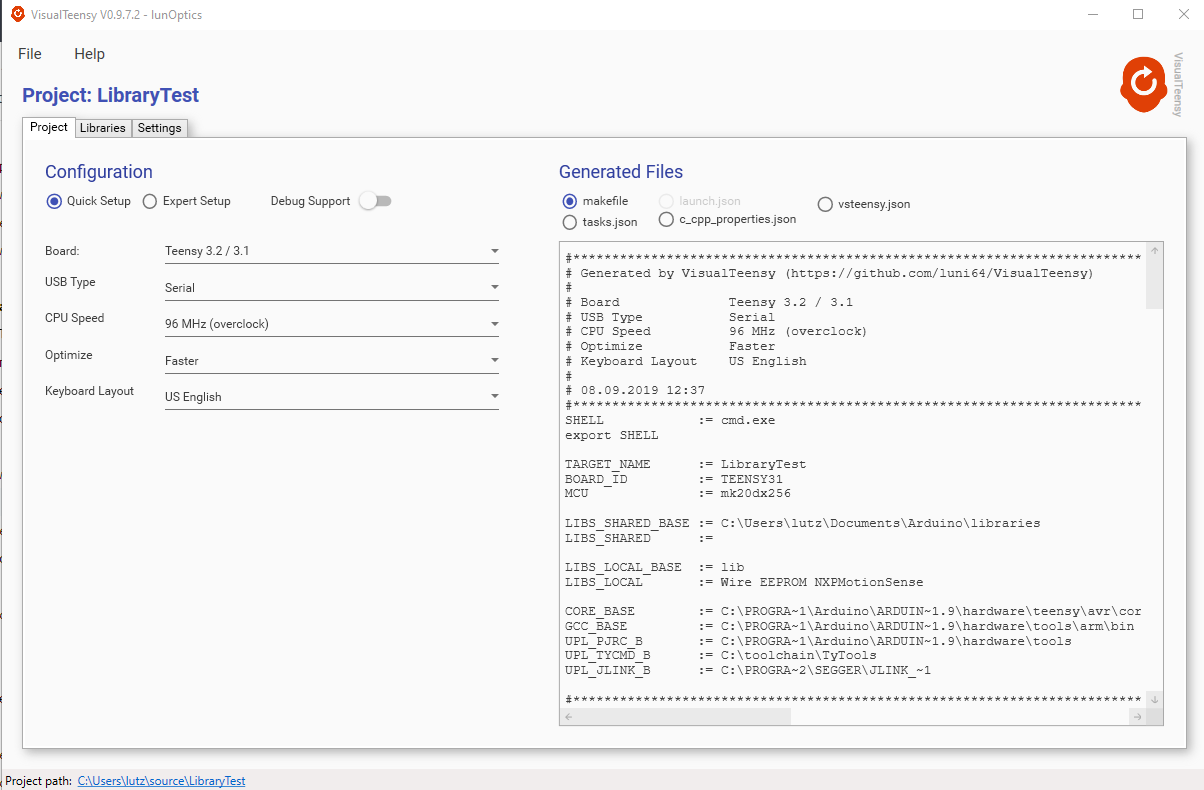 VisualTeensy V0.9.7.2 - lunOptics
File Help
VisualTeensy
Project: LibraryTest
Project Libraries Settings
Configuration
Quick Setup Expert Setup Debug Support
Board: Teensy 3.2 / 3.1
USB Type Serial
CPU Speed 96 MHz (overclock)
Optimize Faster
Keyboard Layout US English
Generated Files
makefile launch.json vsteensy.json
tasks.json c_cpp_properties.json
#*************************************************************************
# Generated by VisualTeensy (https://github.com/luni64/VisualTeensy)
#
# Board Teensy 3.2 / 3.1
# USB Type Serial
# CPU Speed 96 MHz (overclock)
# Optimize Faster
# Keyboard Layout US English
#
# 08.09.2019 12:37
#*************************************************************************
SHELL := cmd.exe
export SHELL
TARGET_NAME := LibraryTest
BOARD_ID := TEENSY31
MCU := mk20dx256
LIBS_SHARED_BASE := C:\Users\lutz\Documents\Arduino\libraries
LIBS_SHARED :=
LIBS_LOCAL_BASE := lib
LIBS_LOCAL := Wire EEPROM NXPMotionSense
CORE_BASE := C:\PROGRA~1\Arduino\ARDUIN~1.9\hardware\teensy\avr\cor
GCC_BASE := C:\PROGRA~1\Arduino\ARDUIN~1.9\hardware\tools\arm\bin
UPL_PJRC_B := C:\PROGRA~1\Arduino\ARDUIN~1.9\hardware\tools
UPL_TYCMD_B := C:\toolchain\TyTools
UPL_JLINK_B := C:\PROGRA~2\SEGGER\JLINK_~1
#*************************************************************************
Project path: C:\Users\lutz\source\LibraryTest